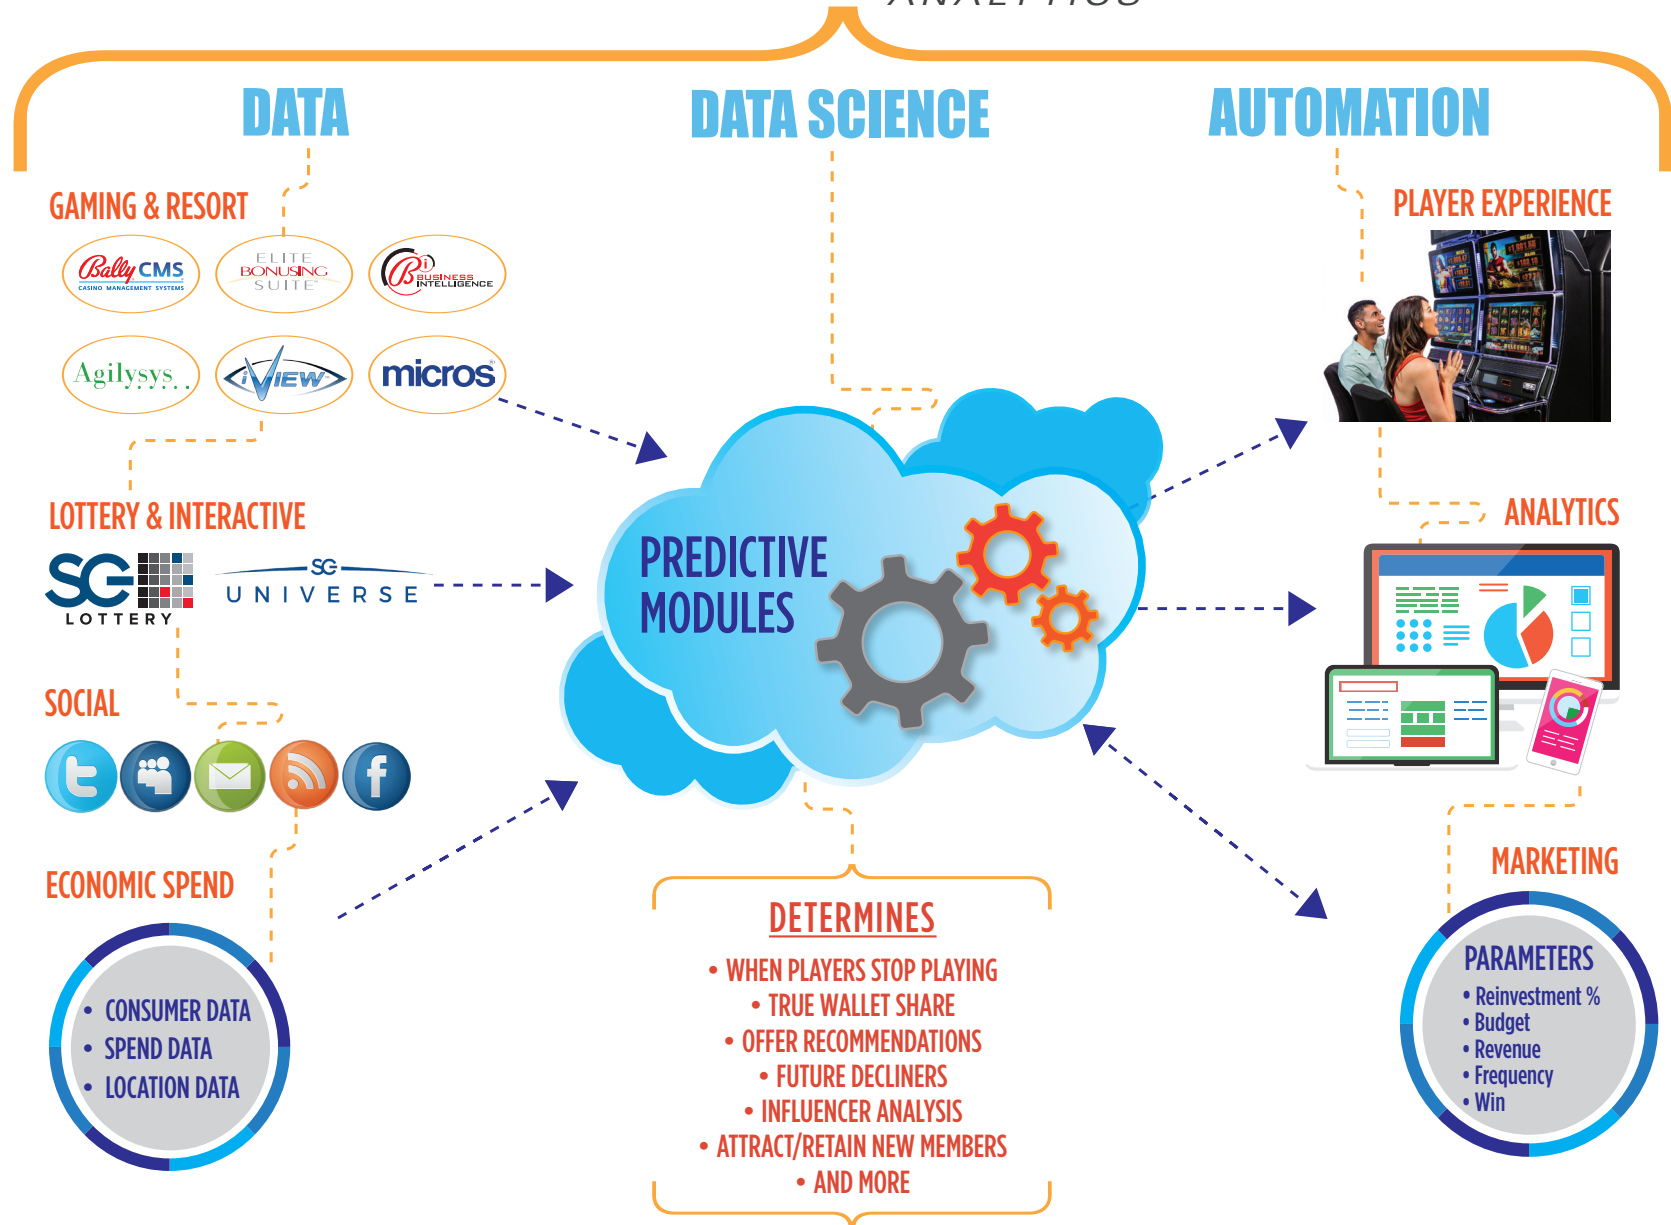 ANALYTICS
DATA
DATA SCIENCE
AUTOMATION
GAMING & RESORT
Bally CMS
CASINO MANAGEMENT SYSTEMS
ELITE
BONUSING
SUITE™
Bi
BUSINESS
INTELLIGENCE
Agilysys
iVIEW
micros®
LOTTERY & INTERACTIVE
SG
LOTTERY
SG
UNIVERSE
SOCIAL
ECONOMIC SPEND
• CONSUMER DATA
• SPEND DATA
• LOCATION DATA
PREDICTIVE
MODULES
DETERMINES
• WHEN PLAYERS STOP PLAYING
• TRUE WALLET SHARE
• OFFER RECOMMENDATIONS
• FUTURE DECLINERS
• INFLUENCER ANALYSIS
• ATTRACT/RETAIN NEW MEMBERS
• AND MORE
PLAYER EXPERIENCE
ANALYTICS
MARKETING
PARAMETERS
• Reinvestment %
• Budget
• Revenue
• Frequency
• Win